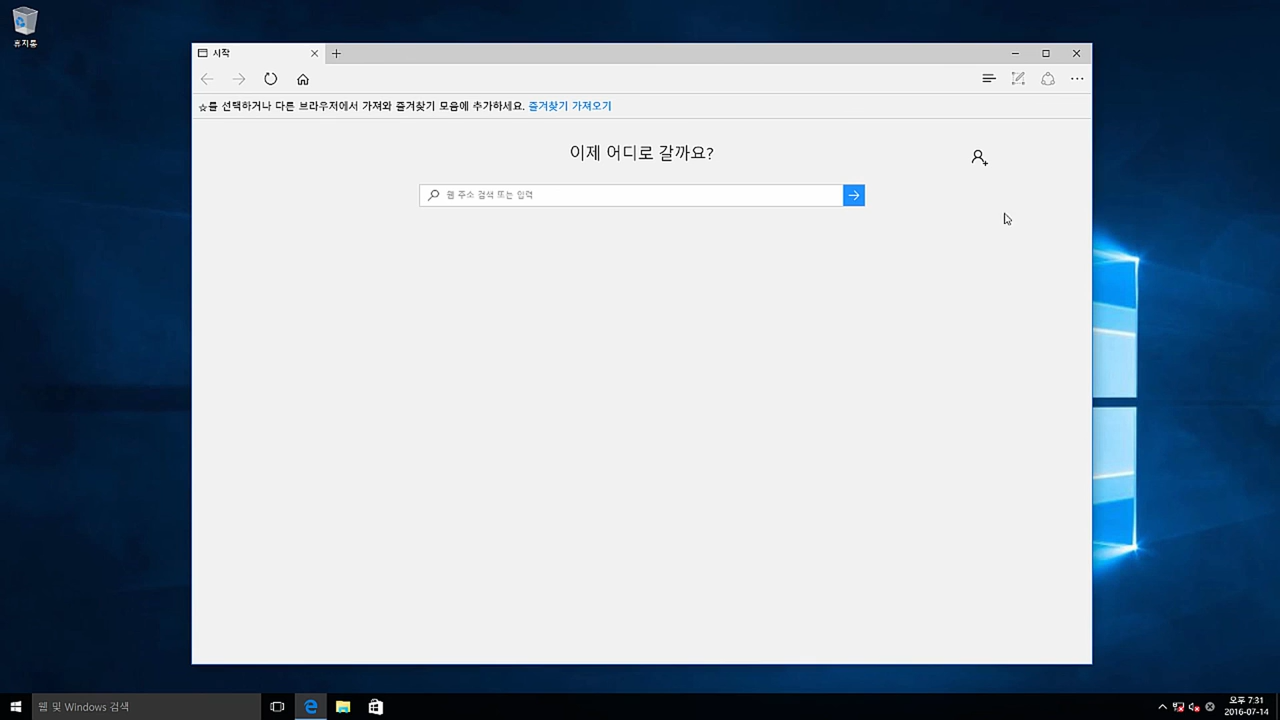 휴지통
시작
☆를 선택하거나 다른 브라우저에서 가져와 즐겨찾기 모음에 추가하세요. 즐겨찾기 가져오기
이제 어디로 갈까요?
웹 주소 검색 또는 입력
웹 및 Windows 검색
오후 7:31
2016-07-14